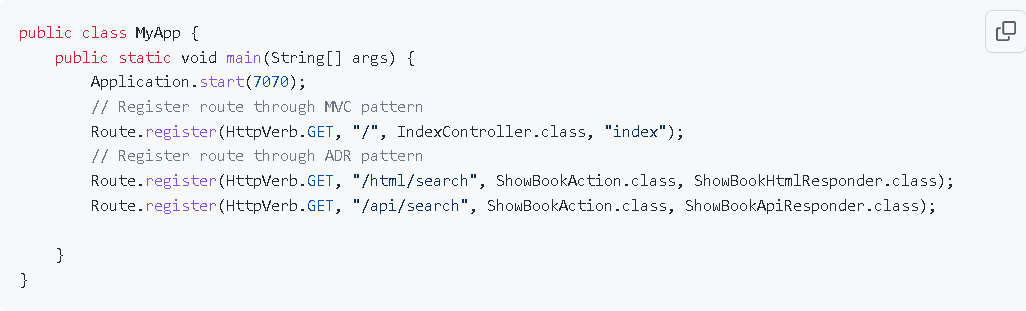 public class MyApp {
    public static void main(String[] args) {
        Application.start(7070);
        // Register route through MVC pattern
        Route.register(HttpVerb.GET, "/", IndexController.class, "index");
        // Register route through ADR pattern
        Route.register(HttpVerb.GET, "/html/search", ShowBookAction.class, ShowBookHtmlResponder.class);
        Route.register(HttpVerb.GET, "/api/search", ShowBookAction.class, ShowBookApiResponder.class);
    }
}